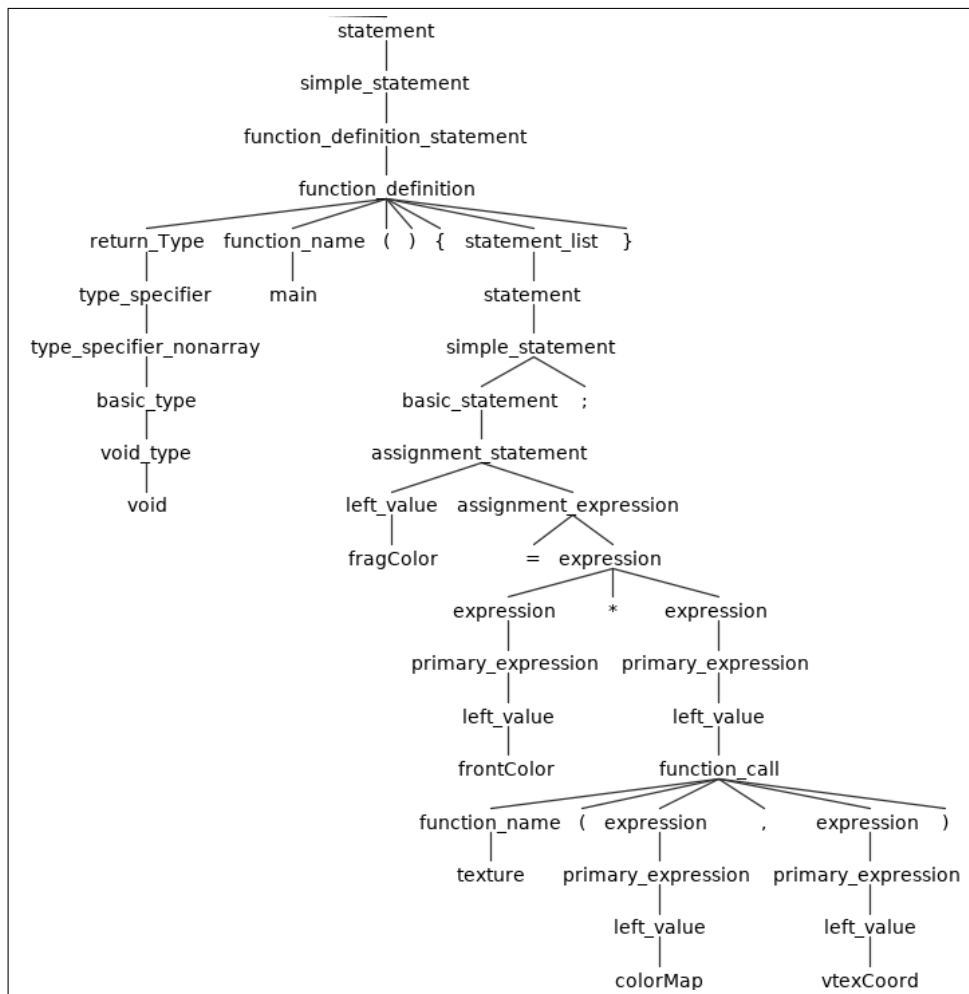 statement
simple_statement
function_definition_statement
function_definition
return_Type function_name ( ) { statement_list }
type_specifier main statement
type_specifier_nonarray simple_statement
basic_type basic_statement ;
void_type assignment_statement
void left_value assignment_expression
fragColor = expression
expression * expression
primary_expression primary_expression
left_value left_value
frontColor function_call
function_name ( expression , expression )
texture primary_expression primary_expression
left_value left_value
colorMap vtexCoord